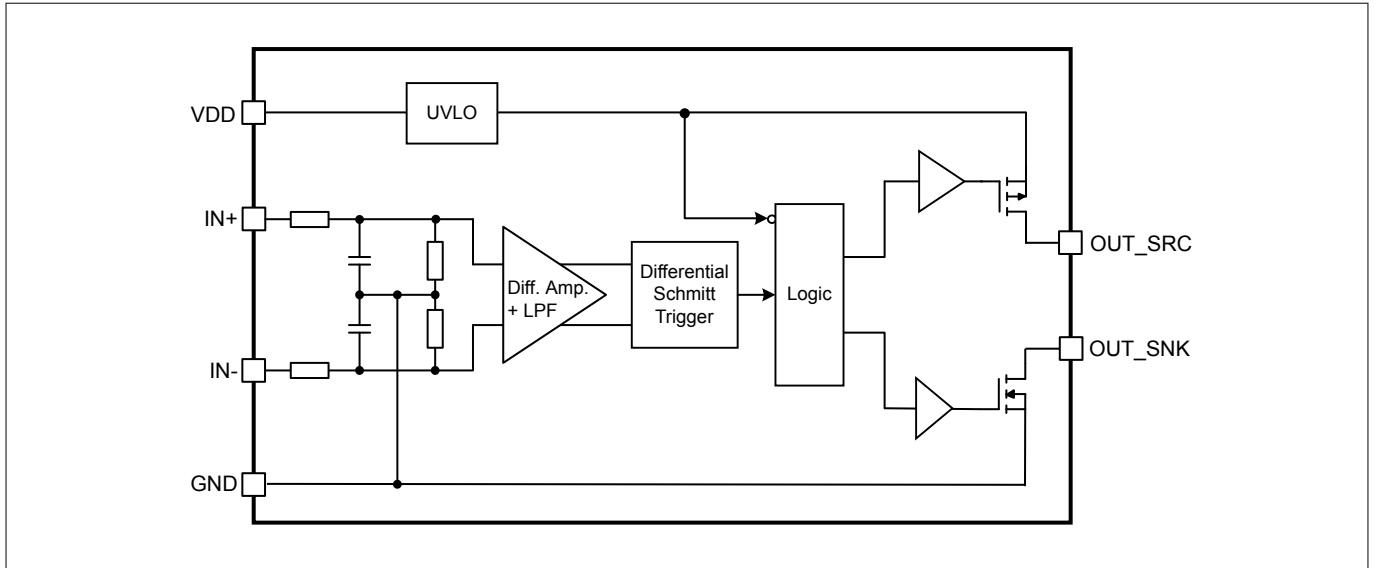 VDD
UVLO
IN+
OUT_SRC
Diff. Amp.
+ LPF
Differential
Schmitt
Trigger
Logic
IN-
OUT_SNK
GND